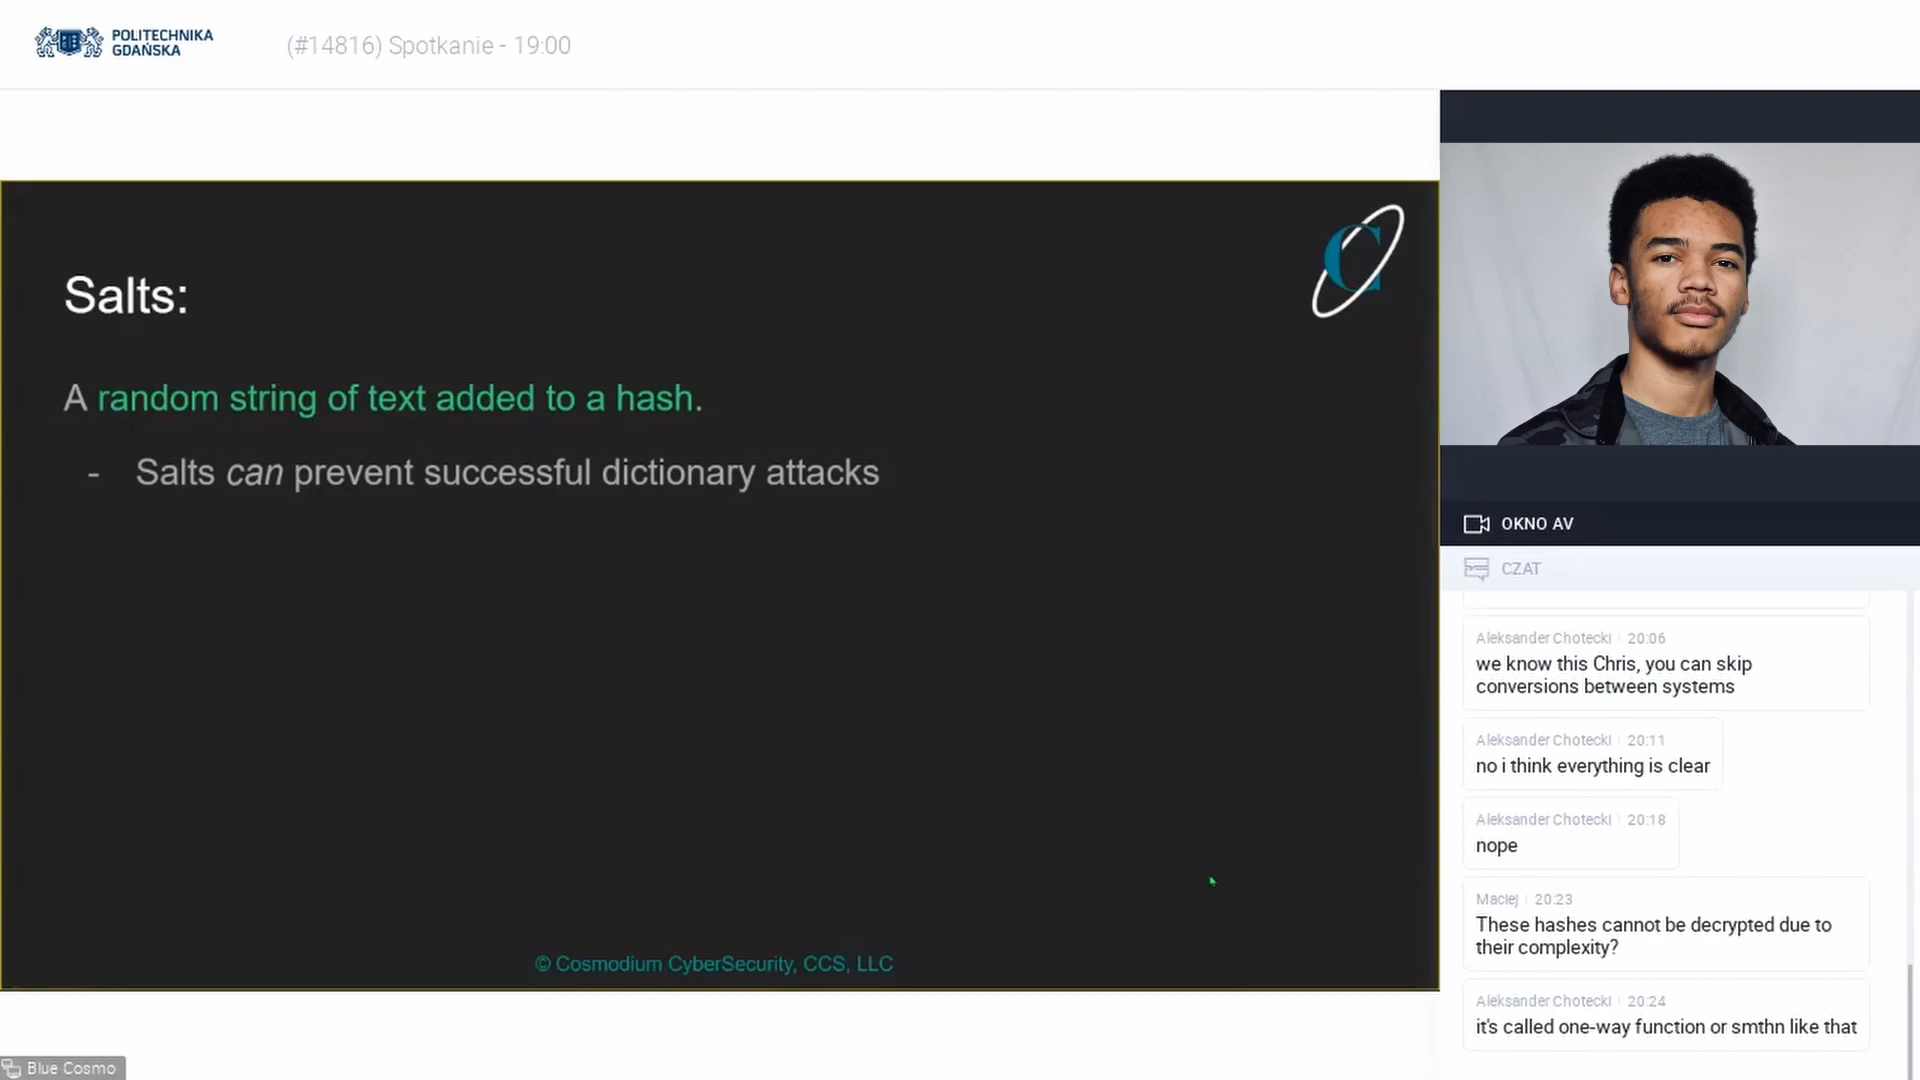 POLITECHNIKA
GDAŃSKA
(#14816) Spotkanie - 19:00
Salts:
A random string of text added to a hash.
- Salts can prevent successful dictionary attacks
© Cosmodium CyberSecurity, CCS, LLC
Blue Cosmo
OKNO AV
CZAT
Aleksander Chotecki 20:06
we know this Chris, you can skip
conversions between systems
Aleksander Chotecki 20:11
no i think everything is clear
Aleksander Chotecki 20:18
nope
Maciej 20:23
These hashes cannot be decrypted due to
their complexity?
Aleksander Chotecki 20:24
it's called one-way function or smthn like that